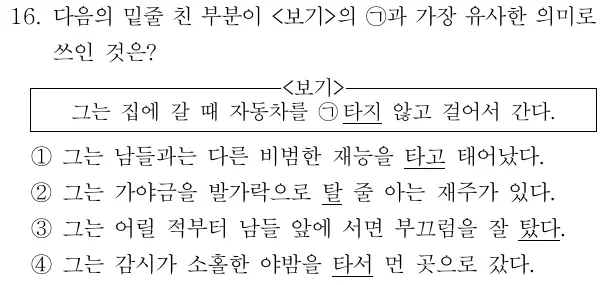 16. 다음의 밑줄 친 부분이 <보기>의 ㉠과 가장 유사한 의미로
쓰인 것은?
<보기>
그는 집에 갈 때 자동차를 ㉠ 타지 않고 걸어서 간다.
① 그는 남들과는 다른 비범한 재능을 타고 태어났다.
② 그는 가야금을 발가락으로 탈 줄 아는 재주가 있다.
③ 그는 어릴 적부터 남들 앞에 서면 부끄럼을 잘 탔다.
④ 그는 감시가 소홀한 야밤을 타서 먼 곳으로 갔다.